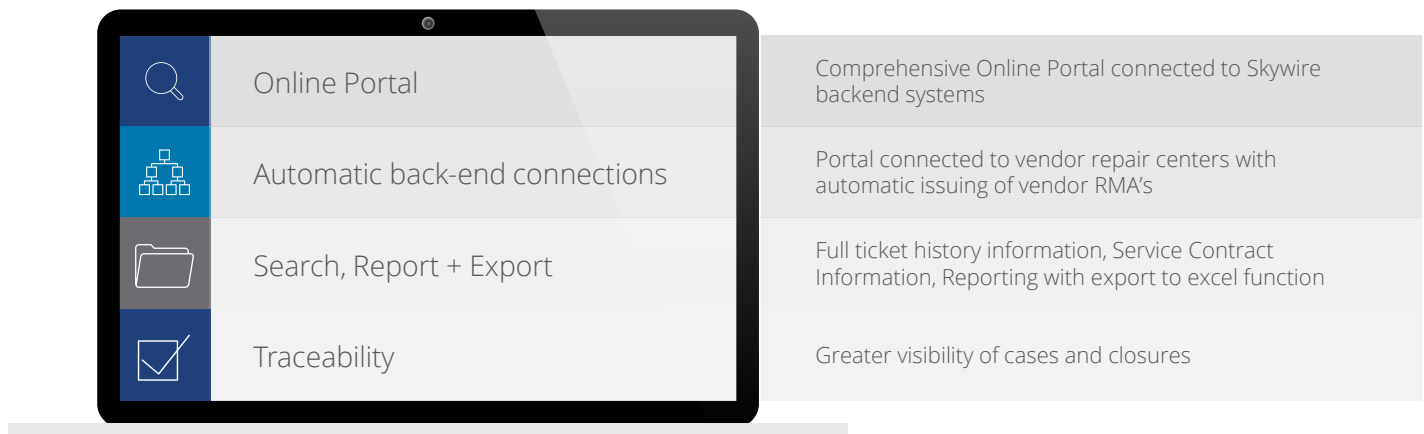 Online Portal
Comprehensive Online Portal connected to Skywire
backend systems
Automatic back-end connections
Portal connected to vendor repair centers with
automatic issuing of vendor RMA’s
Search, Report + Export
Full ticket history information, Service Contract
Information, Reporting with export to excel function
Traceability
Greater visibility of cases and closures